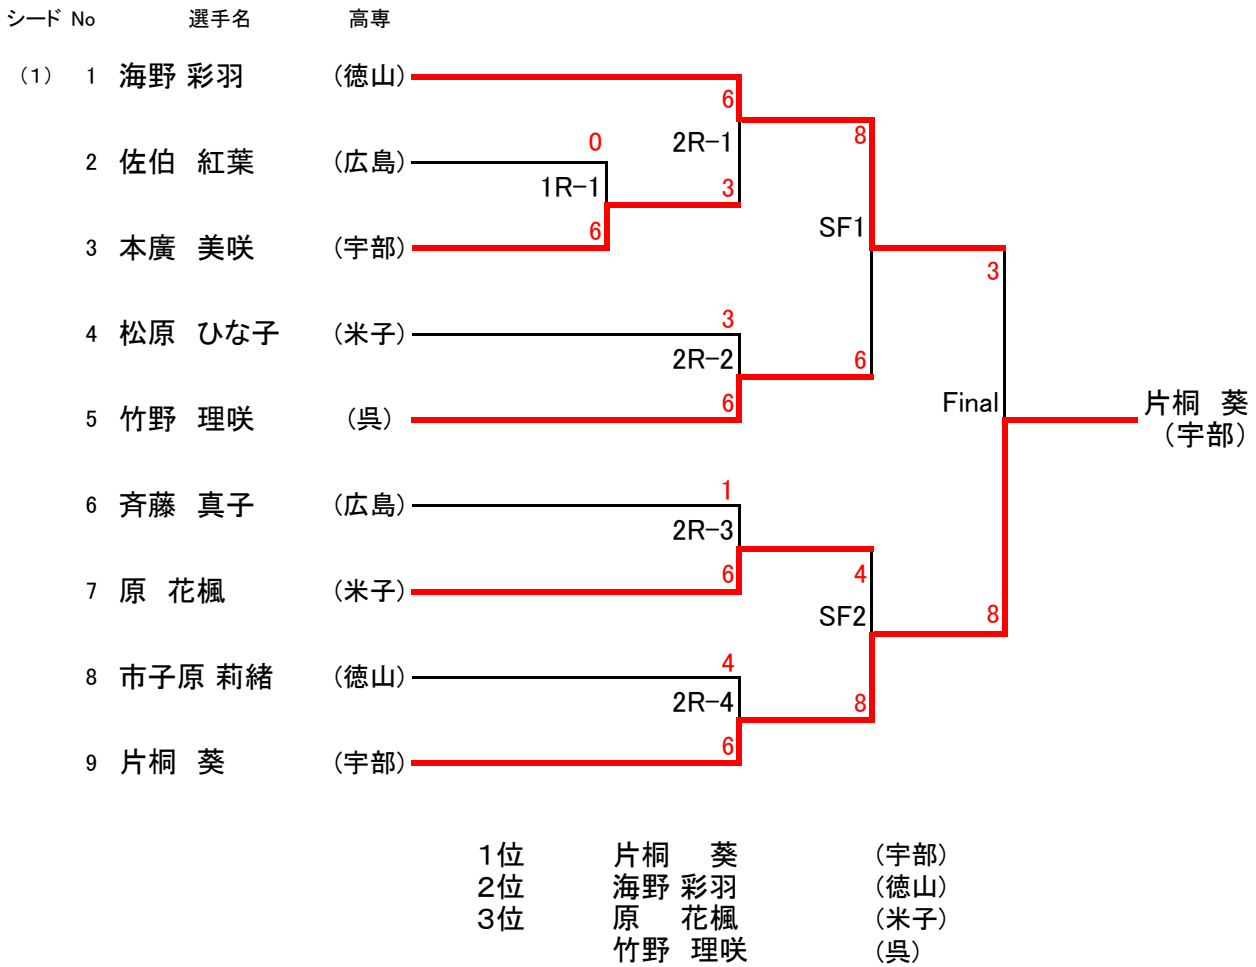 シード No 選手名 高専
（１） 1 海野 彩羽 （徳山）
6
8
2R-1
0
2 佐伯 紅葉 （広島）
1R-1
3
6
SF1
3 本廣 美咲 （宇部）
3
3
4 松原 ひな子 （米子）
2R-2
6
6
Final
片桐 葵
（宇部）
5 竹野 理咲 （呉）
1
6 斉藤 真子 （広島）
2R-3
6
4
7 原 花楓 （米子）
SF2
8
4
8 市子原 莉緒 （徳山）
2R-4
8
6
9 片桐 葵 （宇部）
１位 片桐 葵 （宇部）
２位 海野 彩羽 （徳山）
３位 原 花楓 （米子）
竹野 理咲 （呉）